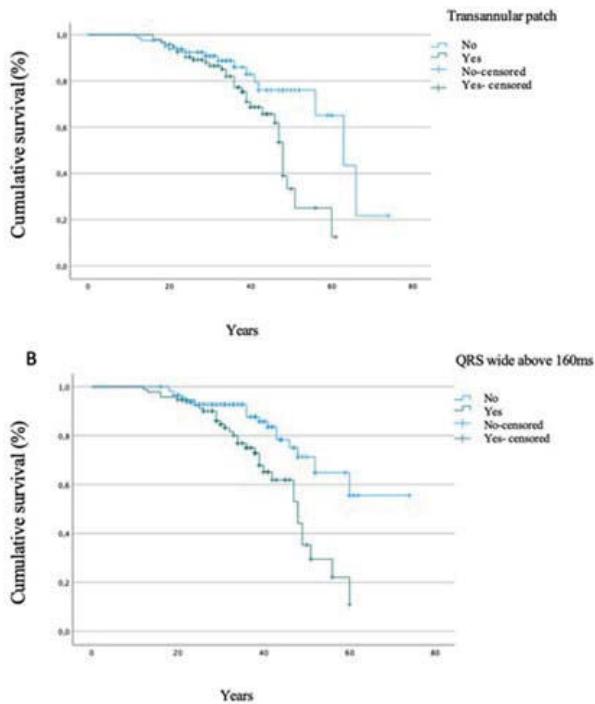 Transannular patch
No
Yes
No-censored
Yes- censored
Cumulative survival (%)
1,0
0,8
0,6
0,4
0,2
0,0
0 20 40 60 80
Years
B
QRS wide above 160ms
No
Yes
No-censored
Yes- censored
Cumulative survival (%)
1,0
0,8
0,6
0,4
0,2
0,0
0 20 40 60 80
Years